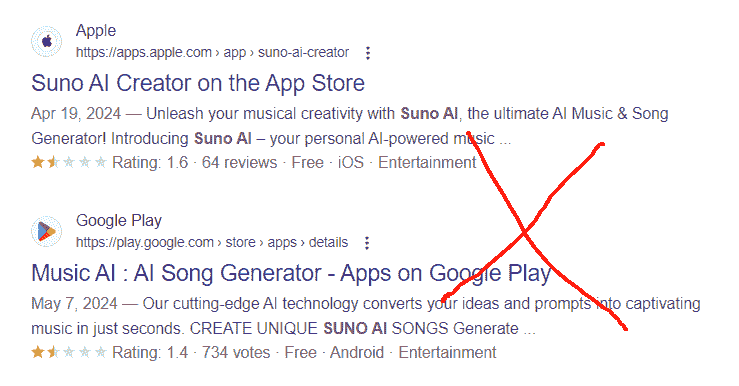 Apple
https://apps.apple.com › app › suno-ai-creator
Suno AI Creator on the App Store
Apr 19, 2024 — Unleash your musical creativity with Suno AI, the ultimate AI Music & Song
Generator! Introducing Suno AI – your personal AI-powered music ...
Rating: 1.6 · 64 reviews · Free · iOS · Entertainment
Google Play
https://play.google.com › store › apps › details
Music AI : AI Song Generator - Apps on Google Play
May 7, 2024 — Our cutting-edge AI technology converts your ideas and prompts into captivating
music in just seconds. CREATE UNIQUE SUNO AI SONGS Generate ...
Rating: 1.4 · 734 votes · Free · Android · Entertainment